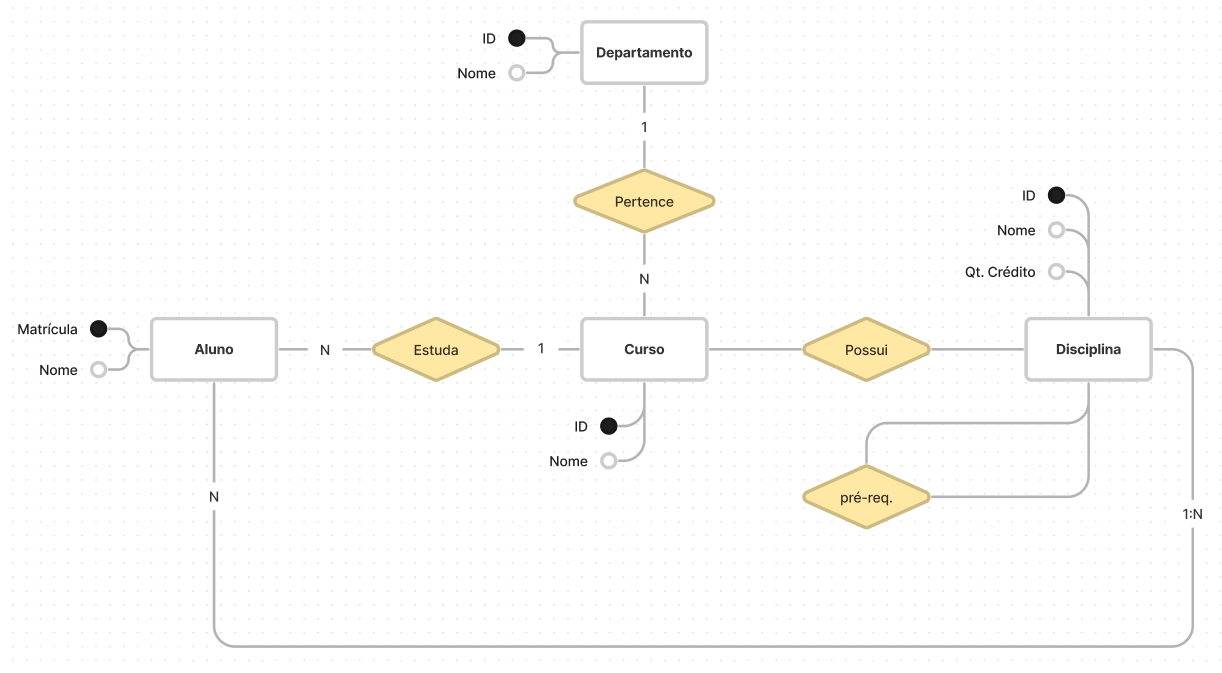 ID
Nome
Departamento
1
Pertence
N
ID
Nome
Qt. Crédito
Matrícula
Nome
Aluno
N
Estuda
1
Curso
Possui
Disciplina
ID
Nome
N
pré-req.
1:N